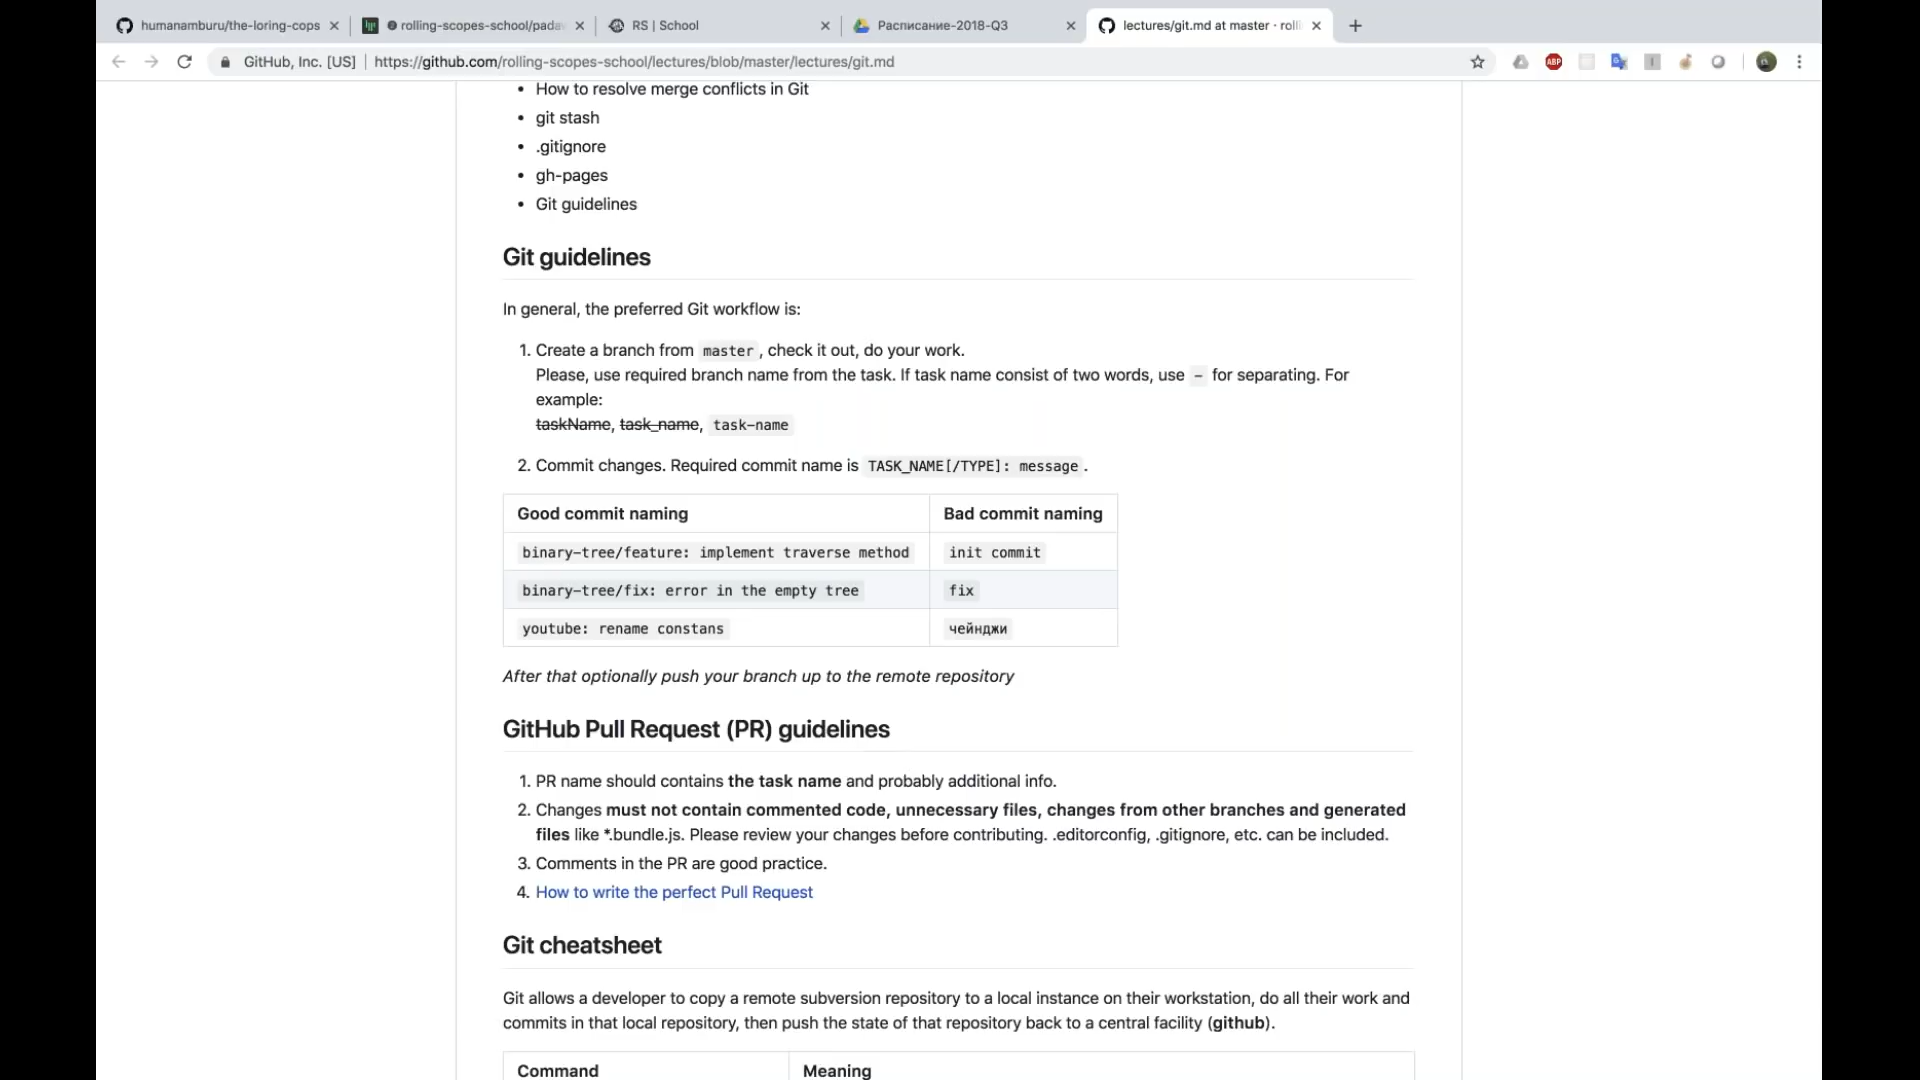 humanamburu/the-loring-cops
rolling-scopes-school/pada
RS | School
Расписание-2018-Q3
lectures/git.md at master · roll
GitHub, Inc. [US] | https://github.com/rolling-scopes-school/lectures/blob/master/lectures/git.md
ABP
• How to resolve merge conflicts in Git
• git stash
• .gitignore
• gh-pages
• Git guidelines
Git guidelines
In general, the preferred Git workflow is:
1. Create a branch from master, check it out, do your work.
Please, use required branch name from the task. If task name consist of two words, use - for separating. For
example:
taskName, task_name, task-name
2. Commit changes. Required commit name is TASK_NAME[/TYPE]: message.
Good commit naming Bad commit naming
binary-tree/feature: implement traverse method init commit
binary-tree/fix: error in the empty tree fix
youtube: rename constans чейнджи
After that optionally push your branch up to the remote repository
GitHub Pull Request (PR) guidelines
1. PR name should contains the task name and probably additional info.
2. Changes must not contain commented code, unnecessary files, changes from other branches and generated
files like *.bundle.js. Please review your changes before contributing. .editorconfig, .gitignore, etc. can be included.
3. Comments in the PR are good practice.
4. How to write the perfect Pull Request
Git cheatsheet
Git allows a developer to copy a remote subversion repository to a local instance on their workstation, do all their work and
commits in that local repository, then push the state of that repository back to a central facility (github).
Command Meaning